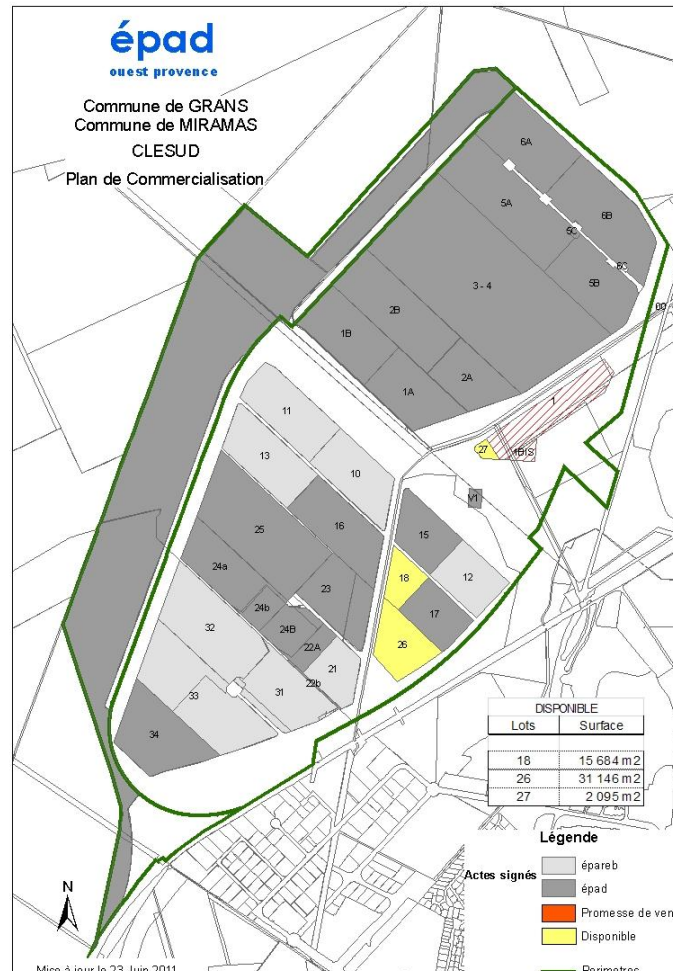 épad
ouest provence
Commune de GRANS
Commune de MIRAMAS
CLESUD
Plan de Commercialisation
6A
5A
6B
5C
6C
5B
3 - 4
2B
1B
2A
1A
60
1
27
1BIS
V1
11
13
10
16
25
15
12
18
17
24a
23
24b
24B
22A
26
32
21
22b
31
33
34
DISPONIBLE
Lots Surface
18 15 684 m2
26 31 146 m2
27 2 095 m2
Légende
Actes signés
épareb
épad
Promesse de ven
Disponible
Perimetres
N
Mise à jour le 23 Juin 2011